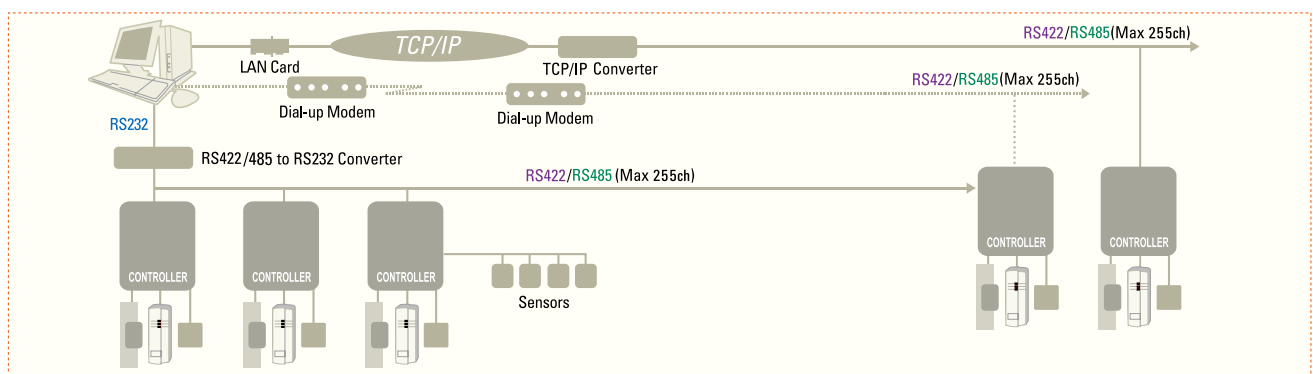 TCP/IP
RS422/RS485(Max 255ch)
LAN Card
TCP/IP Converter
RS422/RS485(Max 255ch)
Dial-up Modem
Dial-up Modem
RS232
RS422/485 to RS232 Converter
RS422/RS485 (Max 255ch)
CONTROLLER
CONTROLLER
CONTROLLER
CONTROLLER
CONTROLLER
Sensors